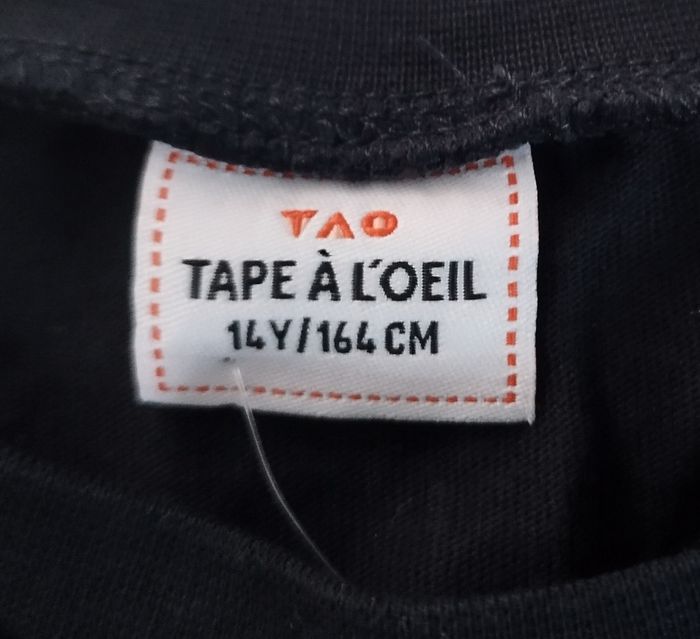 TAO
TAPE À L'OEIL
14Y/164 CM